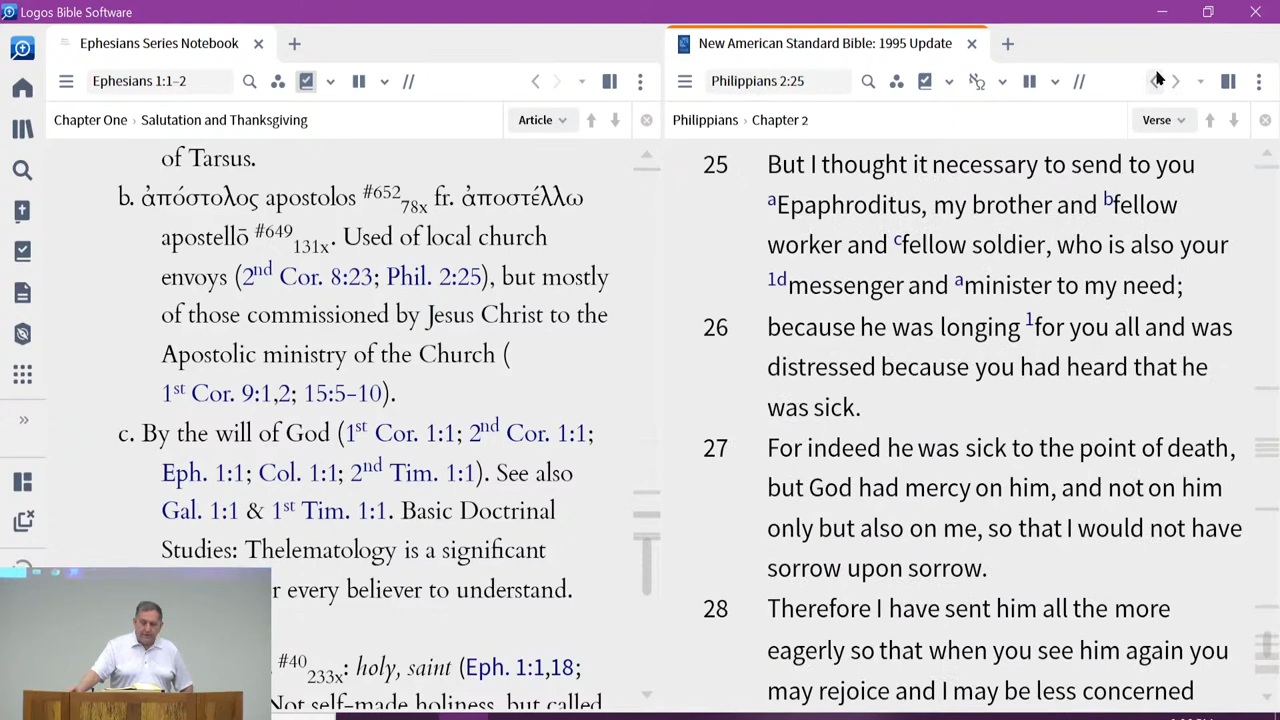 Logos Bible Software
Ephesians Series Notebook
Ephesians 1:1–2
Chapter One › Salutation and Thanksgiving
Article
of Tarsus.
b. ἀπόστολος apostolos #652 78x fr. ἀποστέλλω
apostellō #649 131x. Used of local church
envoys (2nd Cor. 8:23; Phil. 2:25), but mostly
of those commissioned by Jesus Christ to the
Apostolic ministry of the Church (
1st Cor. 9:1,2; 15:5–10).
c. By the will of God (1st Cor. 1:1; 2nd Cor. 1:1;
Eph. 1:1; Col. 1:1; 2nd Tim. 1:1). See also
Gal. 1:1 & 1st Tim. 1:1. Basic Doctrinal
Studies: Thelematology is a significant
every believer to understand.
#40 233x: holy, saint (Eph. 1:1,18;
Not self-made holiness, but called
New American Standard Bible: 1995 Update
Philippians 2:25
Philippians › Chapter 2
Verse
25 But I thought it necessary to send to you
aEpaphroditus, my brother and bfellow
worker and cfellow soldier, who is also your
1dmessenger and aminister to my need;
26 because he was longing 1for you all and was
distressed because you had heard that he
was sick.
27 For indeed he was sick to the point of death,
but God had mercy on him, and not on him
only but also on me, so that I would not have
sorrow upon sorrow.
28 Therefore I have sent him all the more
eagerly so that when you see him again you
may rejoice and I may be less concerned